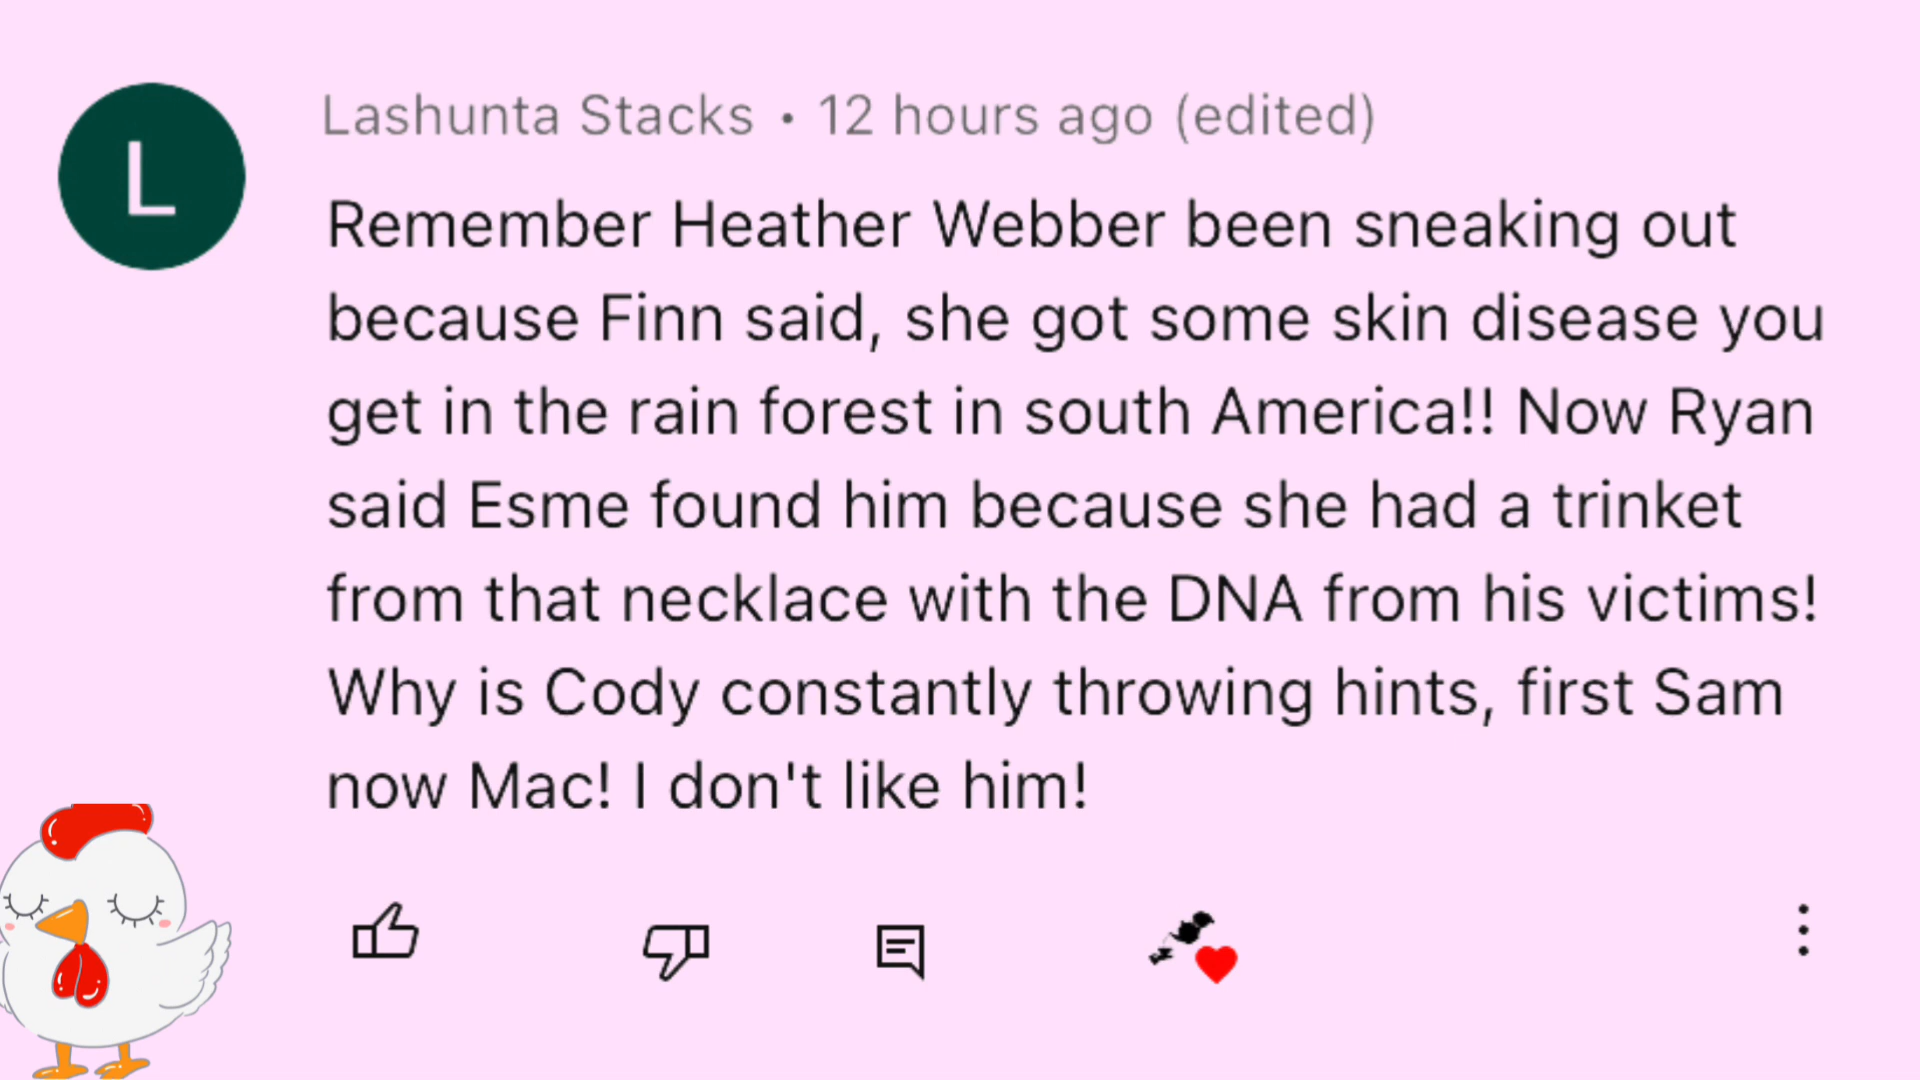 L
Lashunta Stacks • 12 hours ago (edited)
Remember Heather Webber been sneaking out
because Finn said, she got some skin disease you
get in the rain forest in south America!! Now Ryan
said Esme found him because she had a trinket
from that necklace with the DNA from his victims!
Why is Cody constantly throwing hints, first Sam
now Mac! I don't like him!